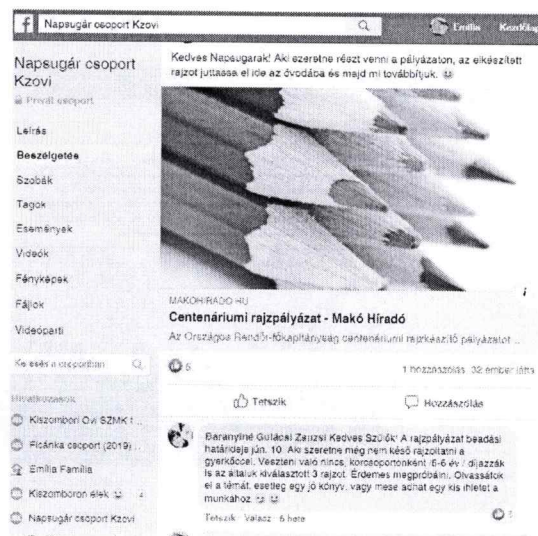 Napsugár csoport Kzovi
Emília Kezdőlap
Napsugár csoport
Kzovi
Privát csoport
Leírás
Beszélgetés
Szobák
Tagok
Események
Videók
Fényképek
Fájlok
Videóparti
Keresés a csoportban
Hivatkozások
Kiszombori Ovi SZMK t...
Ficánka csoport (2019)...
Emília Família
Kiszomboron élek 4
Napsugár csoport Kzovi
Kedves Napsugarak! Aki szeretne részt venni a pályázaton, az elkészített
rajzot juttassa el ide az óvodába és majd mi továbbítjuk.
MAKOHIRADO.HU
Centenáriumi rajzpályázat - Makó Híradó
Az Országos Rendőr-főkapitányság centenáriumi rajzkészítő pályázatot ...
5
1 hozzászólás 32 ember látta
Tetszik Hozzászólás
Baranyiné Gulácsi Zsuzsi Kedves Szülők! A rajzpályázat beadási
határideje jún. 10. Aki szeretne még nem késő rajzoltatni a
gyerkőccel. Veszteni való nincs, korcsoportonként /5-6 év / díjazzák
is az általuk kiválasztott 3 rajzot. Érdemes megpróbálni. Olvassátok
el a témát, esetleg egy jó könyv, vagy mese adhat egy kis ihletet a
munkához
Tetszik · Válasz · 6 hete